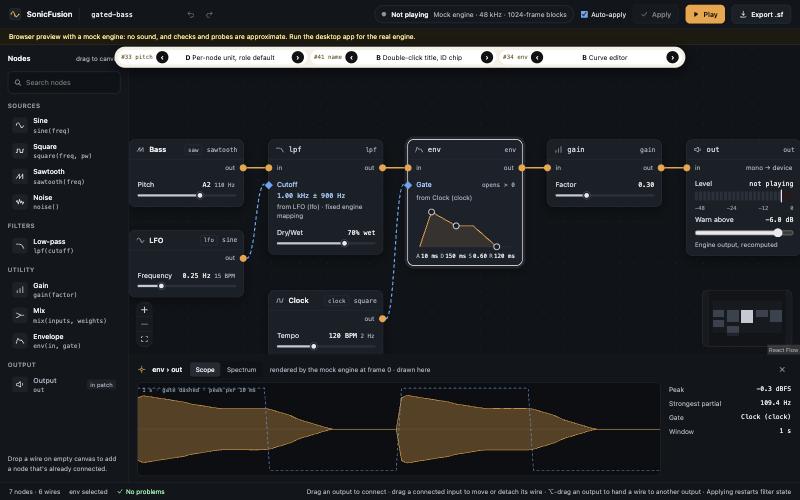 SonicFusion
gated-bass
Not playing Mock engine · 48 kHz · 1024-frame blocks
Auto-apply
Apply
Play
Export .sf
Browser preview with a mock engine: no sound, and checks and probes are approximate. Run the desktop app for the real engine.
#33 pitch D Per-node unit, role default
#41 name B Double-click title, ID chip
#34 env B Curve editor
Nodes
drag to canv
Search nodes
SOURCES
Sine
sine(freq)
Square
square(freq, pw)
Sawtooth
sawtooth(freq)
Noise
noise()
FILTERS
Low-pass
lpf(cutoff)
UTILITY
Gain
gain(factor)
Mix
mix(inputs, weights)
Envelope
env(in, gate)
OUTPUT
Output
out
in patch
Drop a wire on empty canvas to add
a node that's already connected.
Bass saw sawtooth
out
Pitch A2 110 Hz
LFO lfo sine
out
Frequency 0.25 Hz 15 BPM
lpf lpf
in out
Cutoff
1.00 kHz ± 900 Hz
from LFO (lfo) · fixed engine
mapping
Dry/Wet 70% wet
Clock clock square
out
Tempo 120 BPM 2 Hz
env env
in out
Gate opens > 0
from Clock (clock)
A 10 ms D 150 ms S 0.60 R 120 ms
gain gain
in out
Factor 0.30
out out
in mono → device
Level not playing
-48 -24 -12 0
Warn above -6.0 dB
Engine output, recomputed
React Flow
env › out
Scope
Spectrum
rendered by the mock engine at frame 0 · drawn here
1 s · gate dashed · peak per 10 ms
Peak -0.3 dBFS
Strongest partial 109.4 Hz
Gate Clock (clock)
Window 1 s
7 nodes · 6 wires
env selected
No problems
Drag an output to connect · drag a connected input to move or detach its wire · ⌥-drag an output to hand a wire to another output · Applying restarts filter state